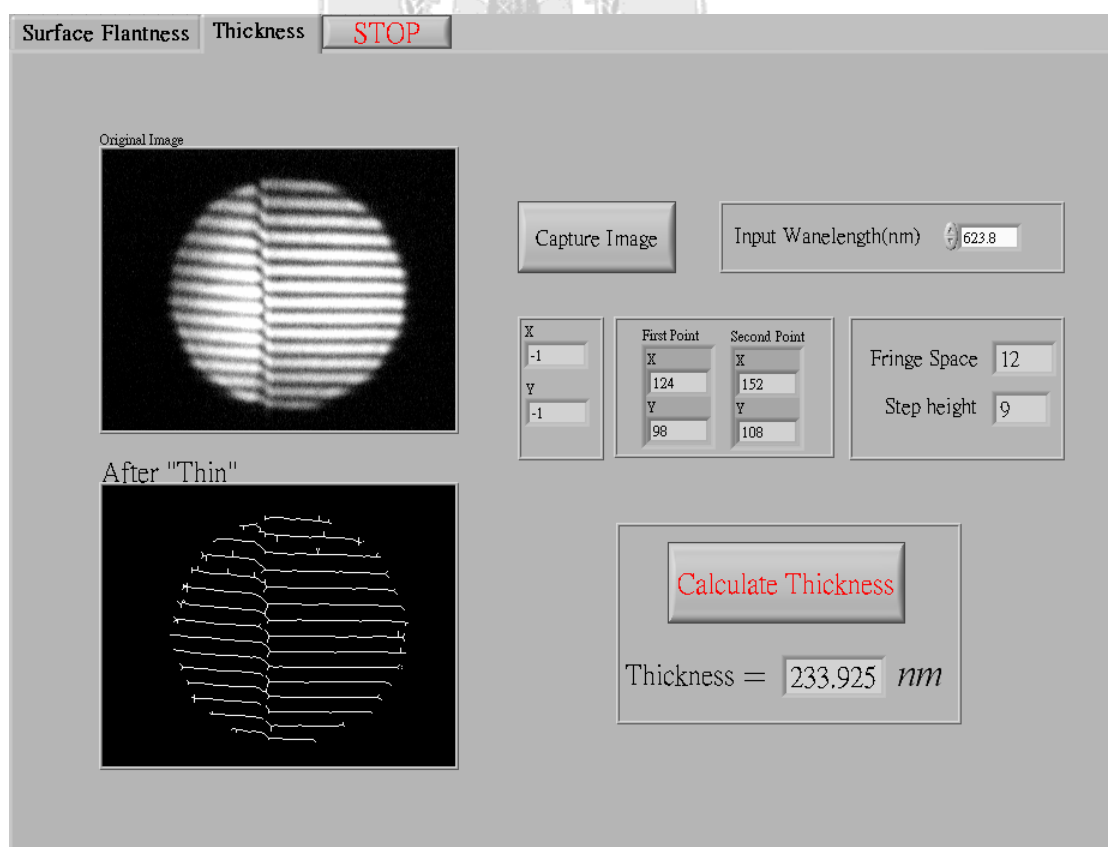 Surface Flantness Thickness STOP
Original Image
Capture Image
Input Wanelength(nm) 623.8
X
-1
Y
-1
First Point
X
124
Y
98
Second Point
X
152
Y
108
Fringe Space 12
Step height 9
After "Thin"
Calculate Thickness
Thickness = 233.925 nm